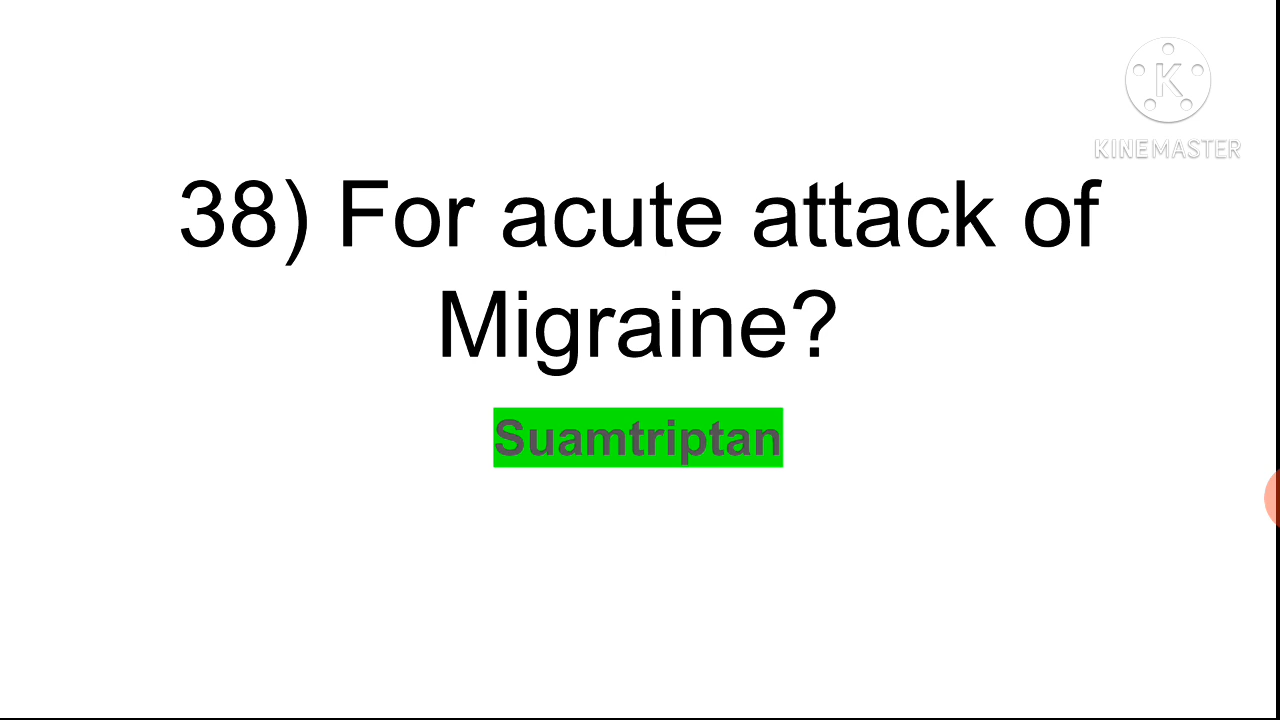 K
KINEMASTER
38) For acute attack of
Migraine?
Suamtriptan